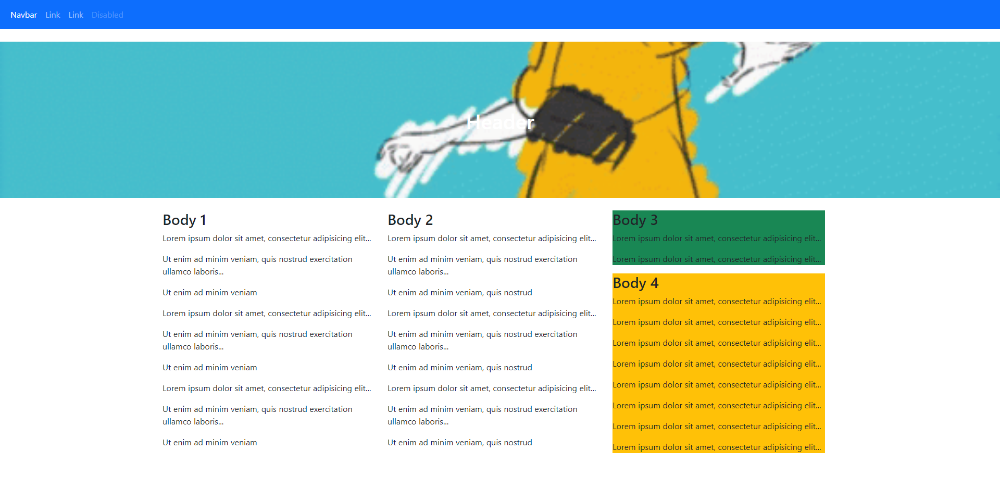 Navbar Link Link Disabled
Header
Body 1
Lorem ipsum dolor sit amet, consectetur adipisicing elit...
Ut enim ad minim veniam, quis nostrud exercitation
ullamco laboris...
Ut enim ad minim veniam
Lorem ipsum dolor sit amet, consectetur adipisicing elit...
Ut enim ad minim veniam, quis nostrud exercitation
ullamco laboris...
Ut enim ad minim veniam
Lorem ipsum dolor sit amet, consectetur adipisicing elit...
Ut enim ad minim veniam, quis nostrud exercitation
ullamco laboris...
Ut enim ad minim veniam
Body 2
Lorem ipsum dolor sit amet, consectetur adipisicing elit...
Ut enim ad minim veniam, quis nostrud exercitation
ullamco laboris...
Ut enim ad minim veniam, quis nostrud
Lorem ipsum dolor sit amet, consectetur adipisicing elit...
Ut enim ad minim veniam, quis nostrud exercitation
ullamco laboris...
Ut enim ad minim veniam, quis nostrud
Lorem ipsum dolor sit amet, consectetur adipisicing elit...
Ut enim ad minim veniam, quis nostrud exercitation
ullamco laboris...
Ut enim ad minim veniam, quis nostrud
Body 3
Lorem ipsum dolor sit amet, consectetur adipisicing elit...
Lorem ipsum dolor sit amet, consectetur adipisicing elit...
Body 4
Lorem ipsum dolor sit amet, consectetur adipisicing elit...
Lorem ipsum dolor sit amet, consectetur adipisicing elit...
Lorem ipsum dolor sit amet, consectetur adipisicing elit...
Lorem ipsum dolor sit amet, consectetur adipisicing elit...
Lorem ipsum dolor sit amet, consectetur adipisicing elit...
Lorem ipsum dolor sit amet, consectetur adipisicing elit...
Lorem ipsum dolor sit amet, consectetur adipisicing elit...
Lorem ipsum dolor sit amet, consectetur adipisicing elit...